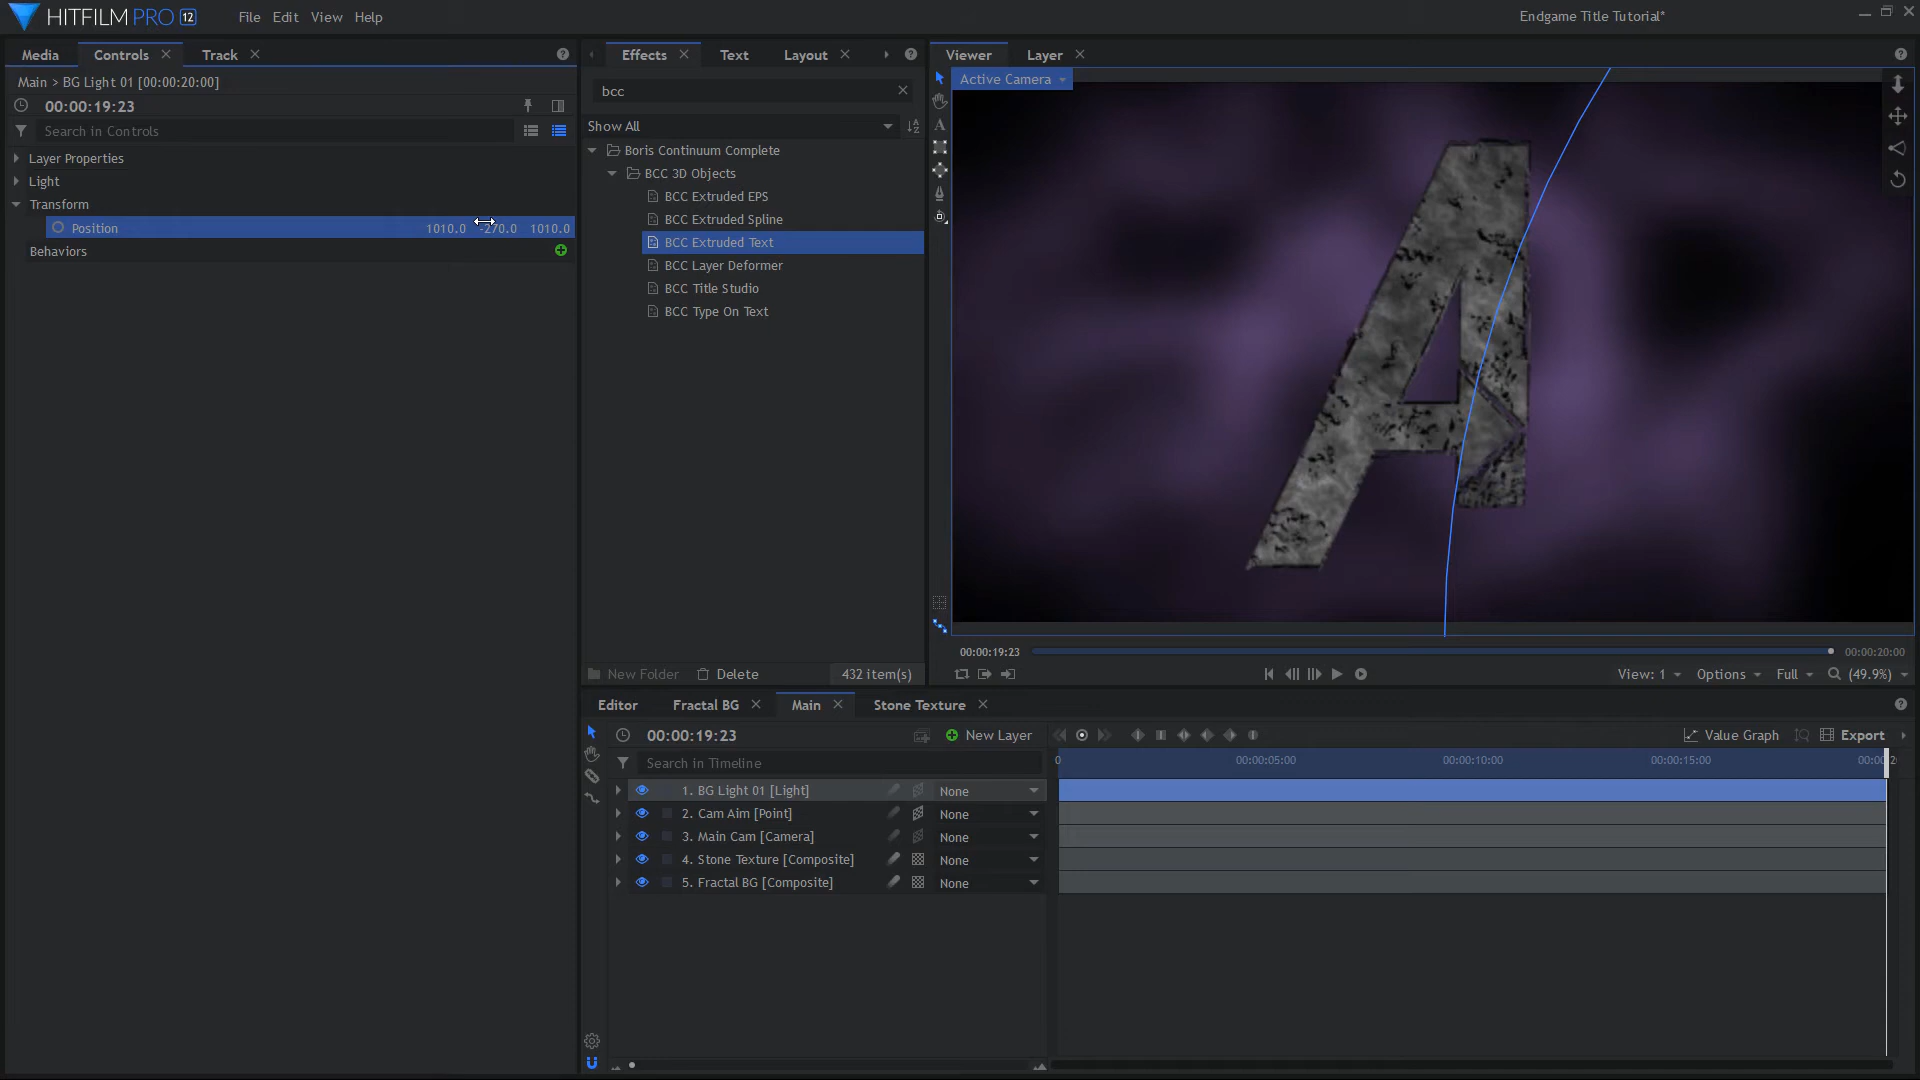 HITFILM PRO 12 File Edit View Help Endgame Title Tutorial*
Media Controls Track
Main > BG Light 01 [00:00:20:00]
00:00:19:23
Search in Controls
Layer Properties
Light
Transform
Position 1010.0 -270.0 1010.0
Behaviors
Effects Text Layout
bcc
Show All
Boris Continuum Complete
BCC 3D Objects
BCC Extruded EPS
BCC Extruded Spline
BCC Extruded Text
BCC Layer Deformer
BCC Title Studio
BCC Type On Text
New Folder Delete 432 item(s)
Viewer Layer
Active Camera
A
00:00:19:23 00:00:20:00
View: 1 Options Full (49.9%)
Editor Fractal BG Main Stone Texture
00:00:19:23 New Layer Value Graph Export
Search in Timeline
0 00:00:05:00 00:00:10:00 00:00:15:00 00:00:2
1. BG Light 01 [Light] None
2. Cam Aim [Point] None
3. Main Cam [Camera] None
4. Stone Texture [Composite] None
5. Fractal BG [Composite] None